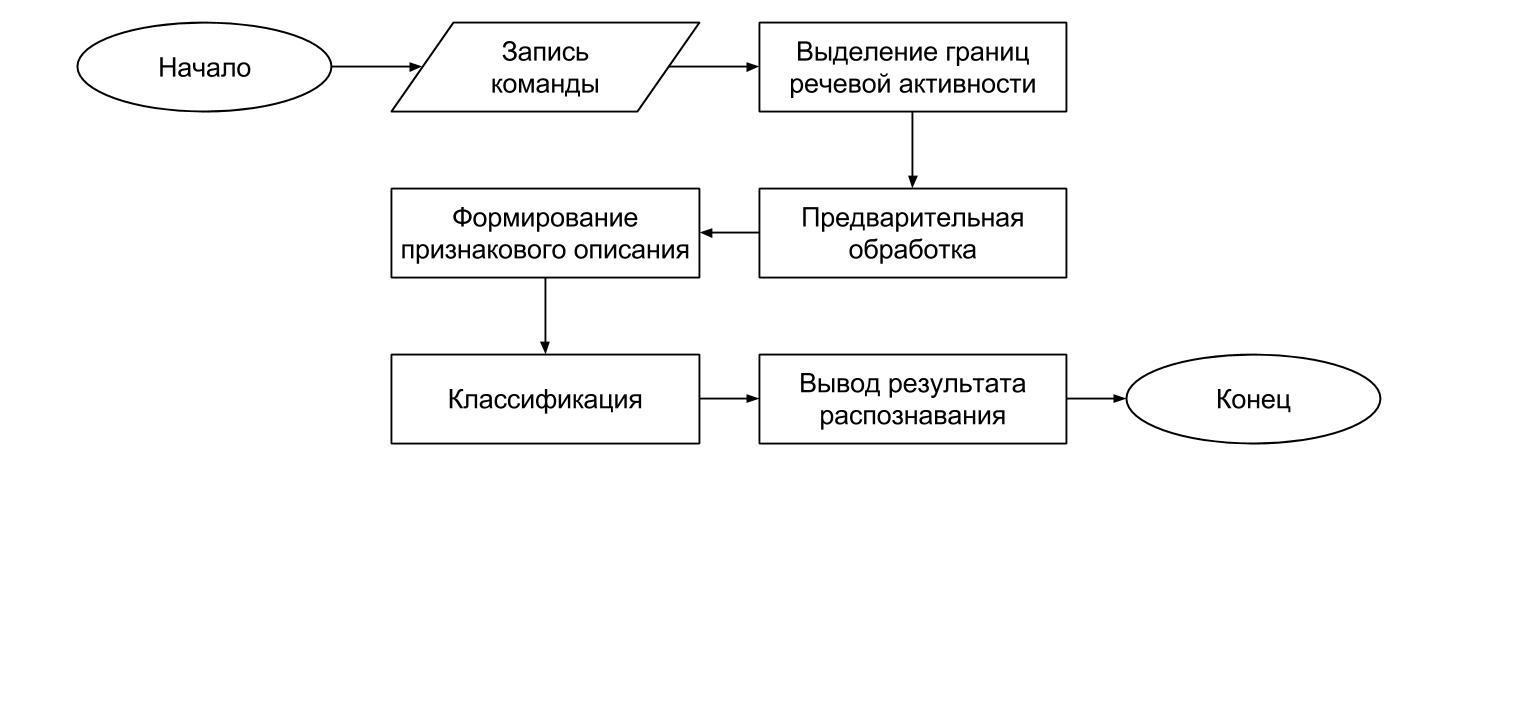 Начало
Запись
команды
Выделение границ
речевой активности
Предварительная
обработка
Формирование
признакового описания
Классификация
Вывод результата
распознавания
Конец